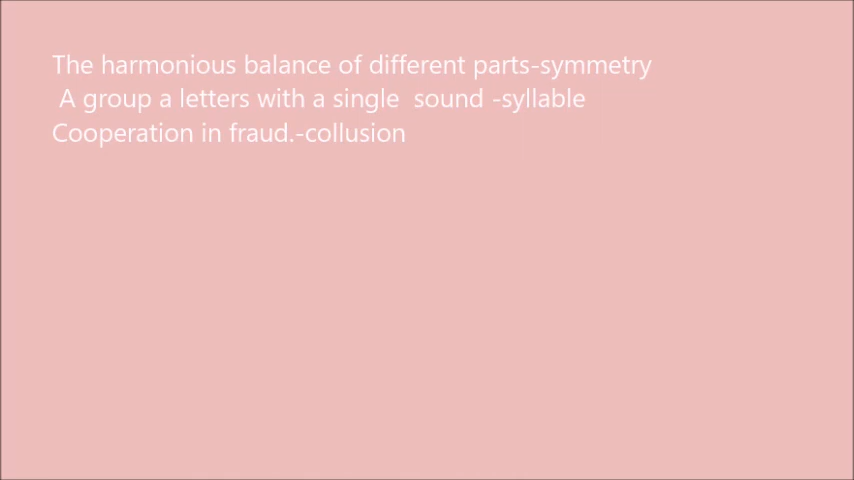 The harmonious balance of different parts-symmetry
A group a letters with a single  sound -syllable
Cooperation in fraud.-collusion